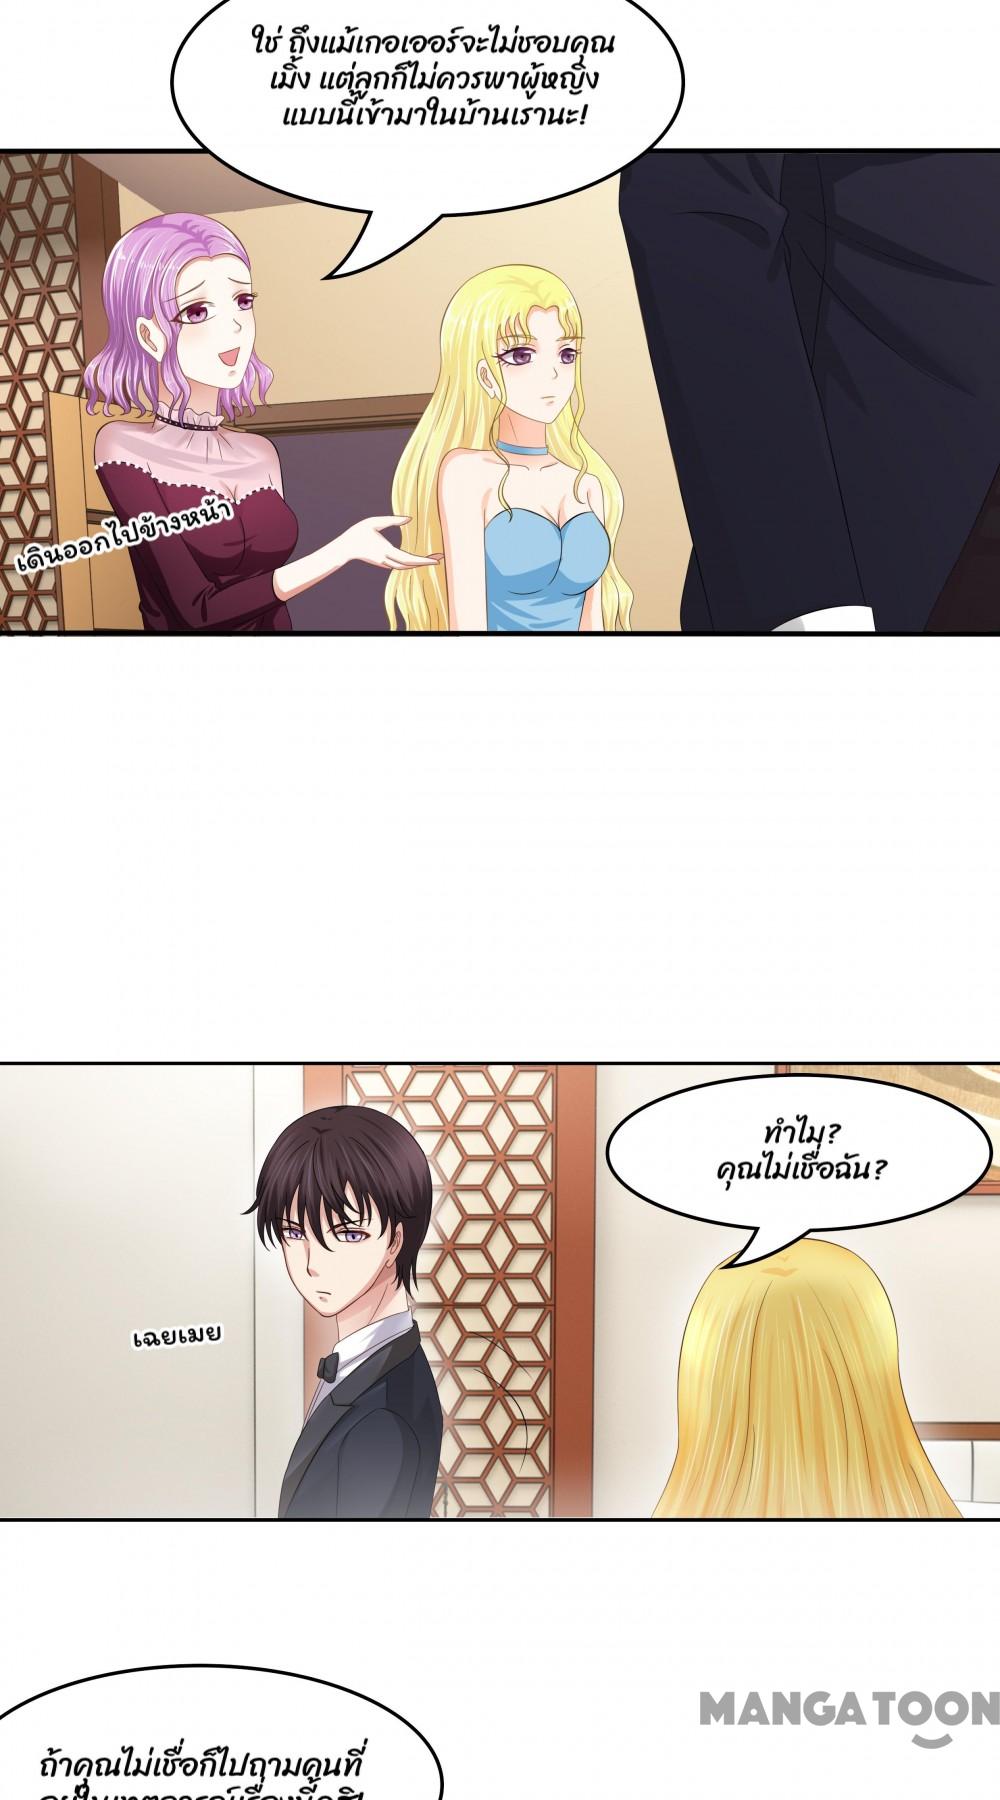 ใช่ ถึงแม้เกอเออร์จะไม่ชอบคุณ
เมิ้ง แต่ลูกก็ไม่ควรพาผู้หญิง
แบบนี้เข้ามาในบ้านเรานะ!
เดินออกไปข้างหน้า
ทำไม?
คุณไม่เชื่อฉัน?
เฉยเมย
MANGATOON
ถ้าคุณไม่เชื่อก็ไปถามคนที่